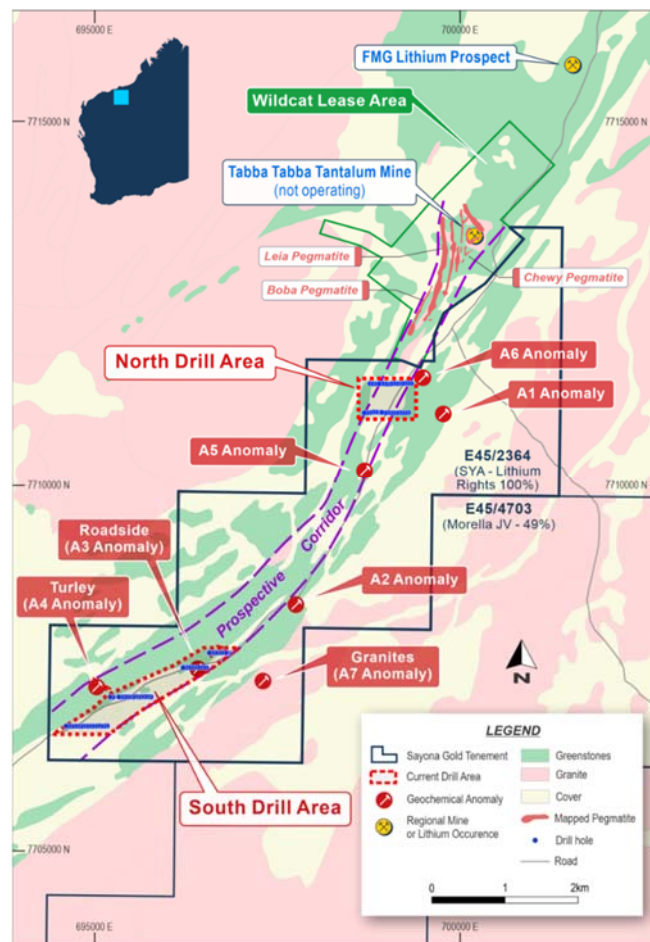 695000 E
700000 E
FMG Lithium Prospect
Wildcat Lease Area
7715000 N
7715000 N
Tabba Tabba Tantalum Mine
(not operating)
Leia Pegmatite
Chewy Pegmatite
Boba Pegmatite
North Drill Area
A6 Anomaly
A1 Anomaly
A5 Anomaly
E45/2364
(SYA - Lithium
Rights 100%)
7710000 N
7710000 N
E45/4703
(Morella JV - 49%)
Roadside
(A3 Anomaly)
Prospective Corridor
Turley
(A4 Anomaly)
A2 Anomaly
Granites
(A7 Anomaly)
N
South Drill Area
LEGEND
Sayona Gold Tenement
Current Drill Area
Geochemical Anomaly
Regional Mine
or Lithium Occurence
Greenstones
Granite
Cover
Mapped Pegmatite
Drill hole
Road
0 1 2km
7705000 N
695000 E
700000 E